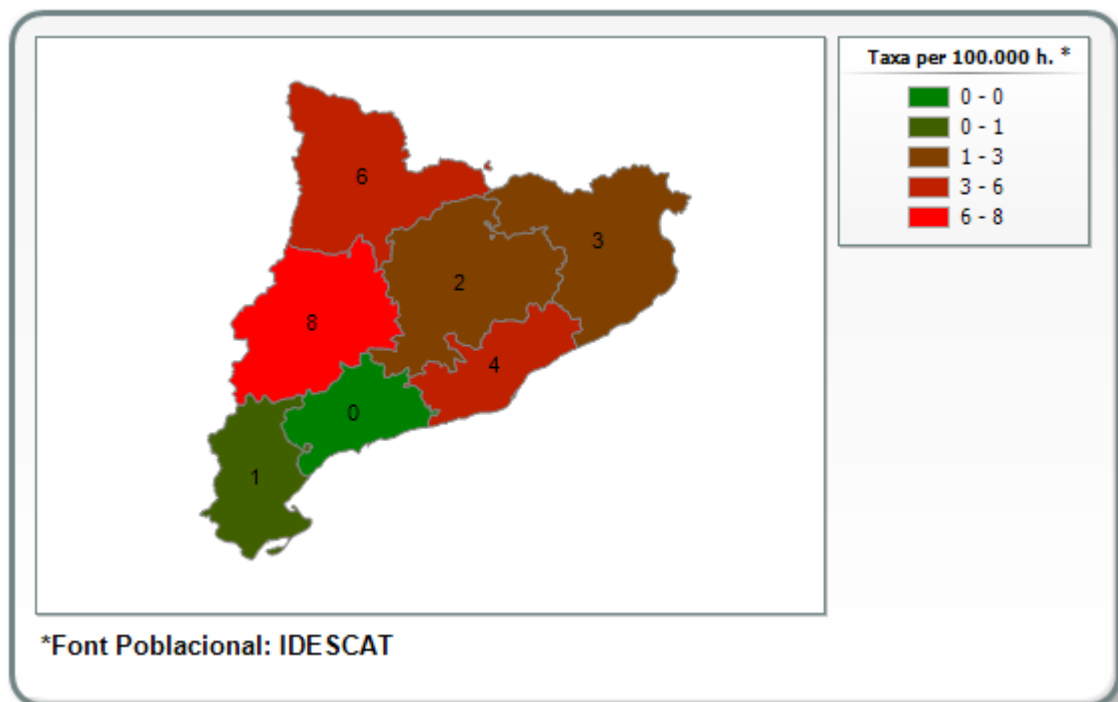 Taxa per 100.000 h. *
0 - 0
0 - 1
1 - 3
3 - 6
6 - 8
6
3
2
8
4
0
1
*Font Poblacional: IDESCAT